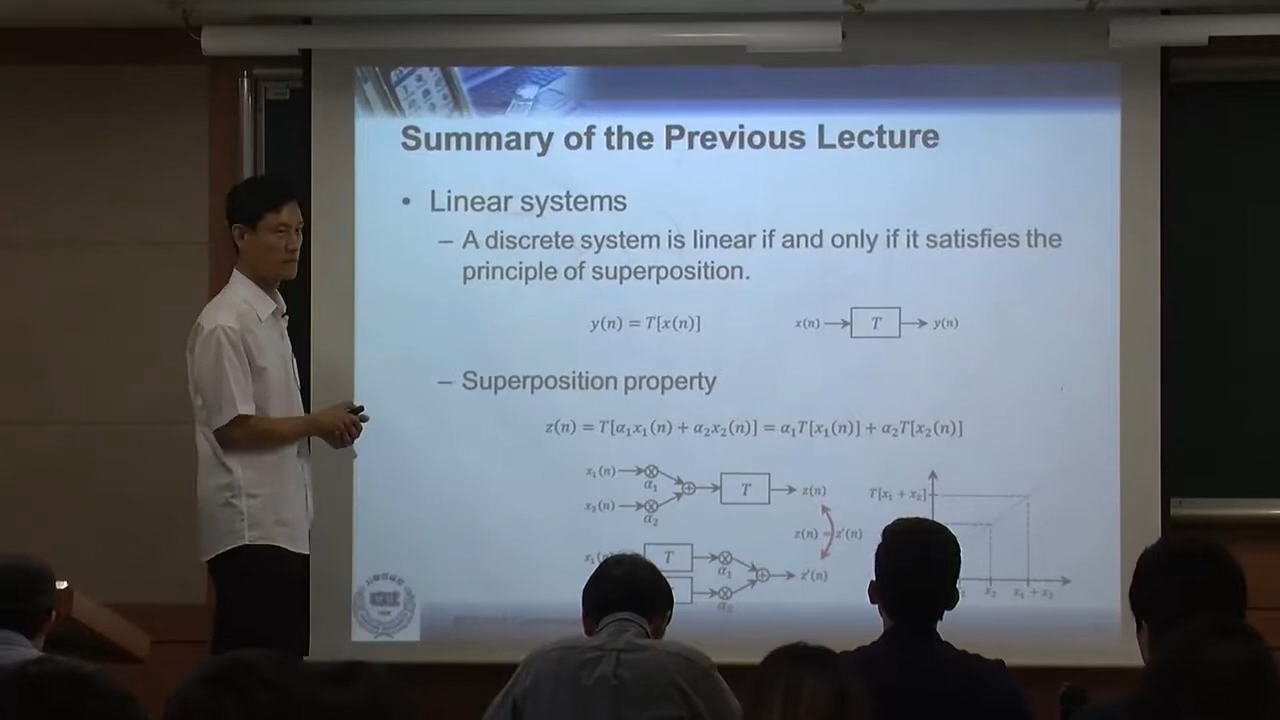 Summary of the Previous Lecture
• Linear systems
– A discrete system is linear if and only if it satisfies the
principle of superposition.
y(n) = T[x(n)]
x(n) T y(n)
– Superposition property
z(n) = T[α₁x₁(n) + α₂x₂(n)] = α₁T[x₁(n)] + α₂T[x₂(n)]
x₁(n) α₁ T z(n)
x₂(n) α₂
T[x₁ + x₂]
z(n) = z′(n)
T α₁ z′(n)
α₂
x₂ x₁ + x₂